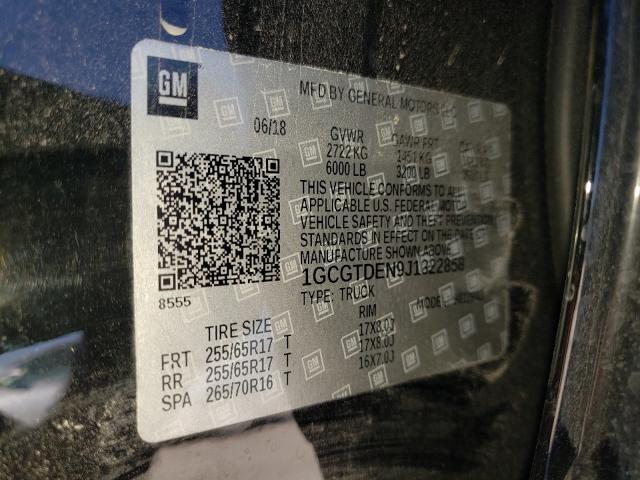 GM
MFD BY GENERAL MOTORS
06/18
GVWR GAWR FRT
2722 KG 1451 KG
6000 LB 3200 LB
THIS VEHICLE CONFORMS TO ALL
APPLICABLE U.S. FEDERAL MOTOR
VEHICLE SAFETY AND THEFT PREVENTION
STANDARDS IN EFFECT ON THE DATE OF
MANUFACTURE SHOWN ABOVE.
1GCGTDEN9J1322858
TYPE: TRUCK MODEL:
8555
TIRE SIZE RIM
FRT 255/65R17 T 17X8.0J
RR 255/65R17 T 17X8.0J
SPA 265/70R16 T 16X7.0J